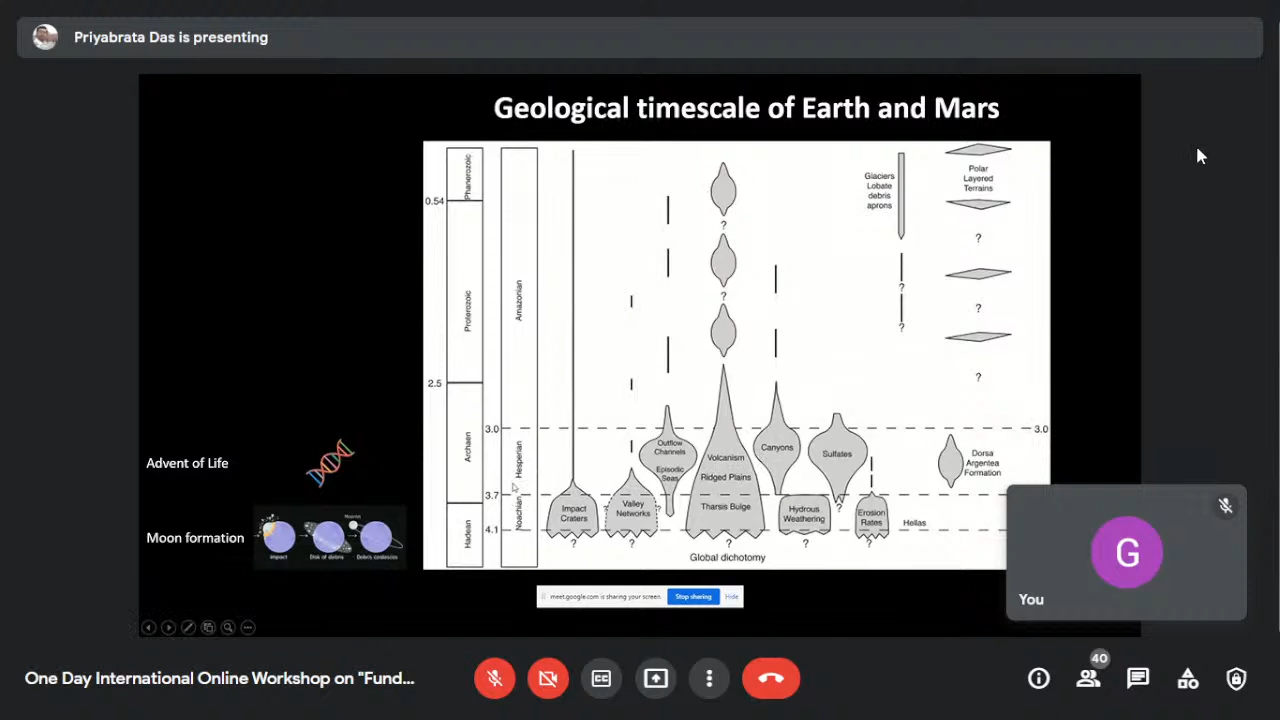 Priyabrata Das is presenting
Geological timescale of Earth and Mars
Phanerozoic
0.54
Proterozoic
2.5
Archaen
3.0
3.7
Hadean
4.1
Amazonian
Hesperian
Noachian
Glaciers
Lobate
debris
aprons
Polar
Layered
Terrains
?
?
?
?
?
?
?
?
3.0
Outflow
Channels
Episodic
Seas
Volcanism
Ridged Plains
Tharsis Bulge
Canyons
Sulfates
?
Dorsa
Argentea
Formation
Impact
Craters
?
Valley
Networks
?
?
?
?
Hydrous
Weathering
?
Erosion
Rates
?
Hellas
Global dichotomy
Advent of Life
Moon formation
Impact
Disk of debris
Debris coalesces
meet.google.com is sharing your screen.
Stop sharing
Hide
G
You
One Day International Online Workshop on "Fund...
CC
40